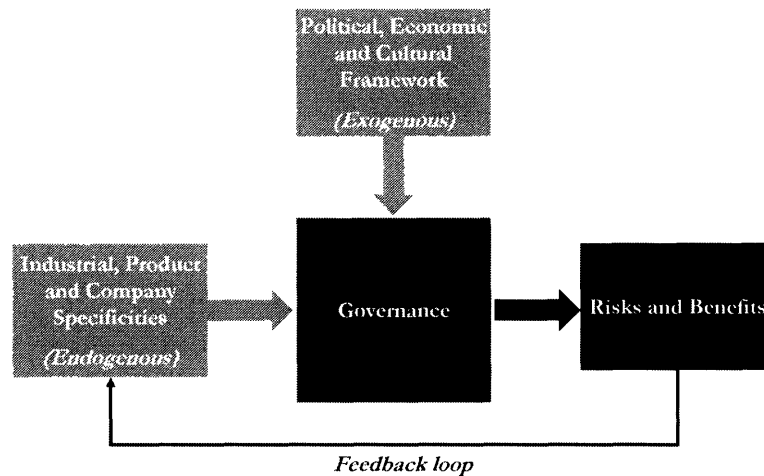 Political, Economic
and Cultural
Framework
(Exogenous)
Industrial, Product
and Company
Specificities
(Endogenous)
Governance
Risks and Benefits
Feedback loop